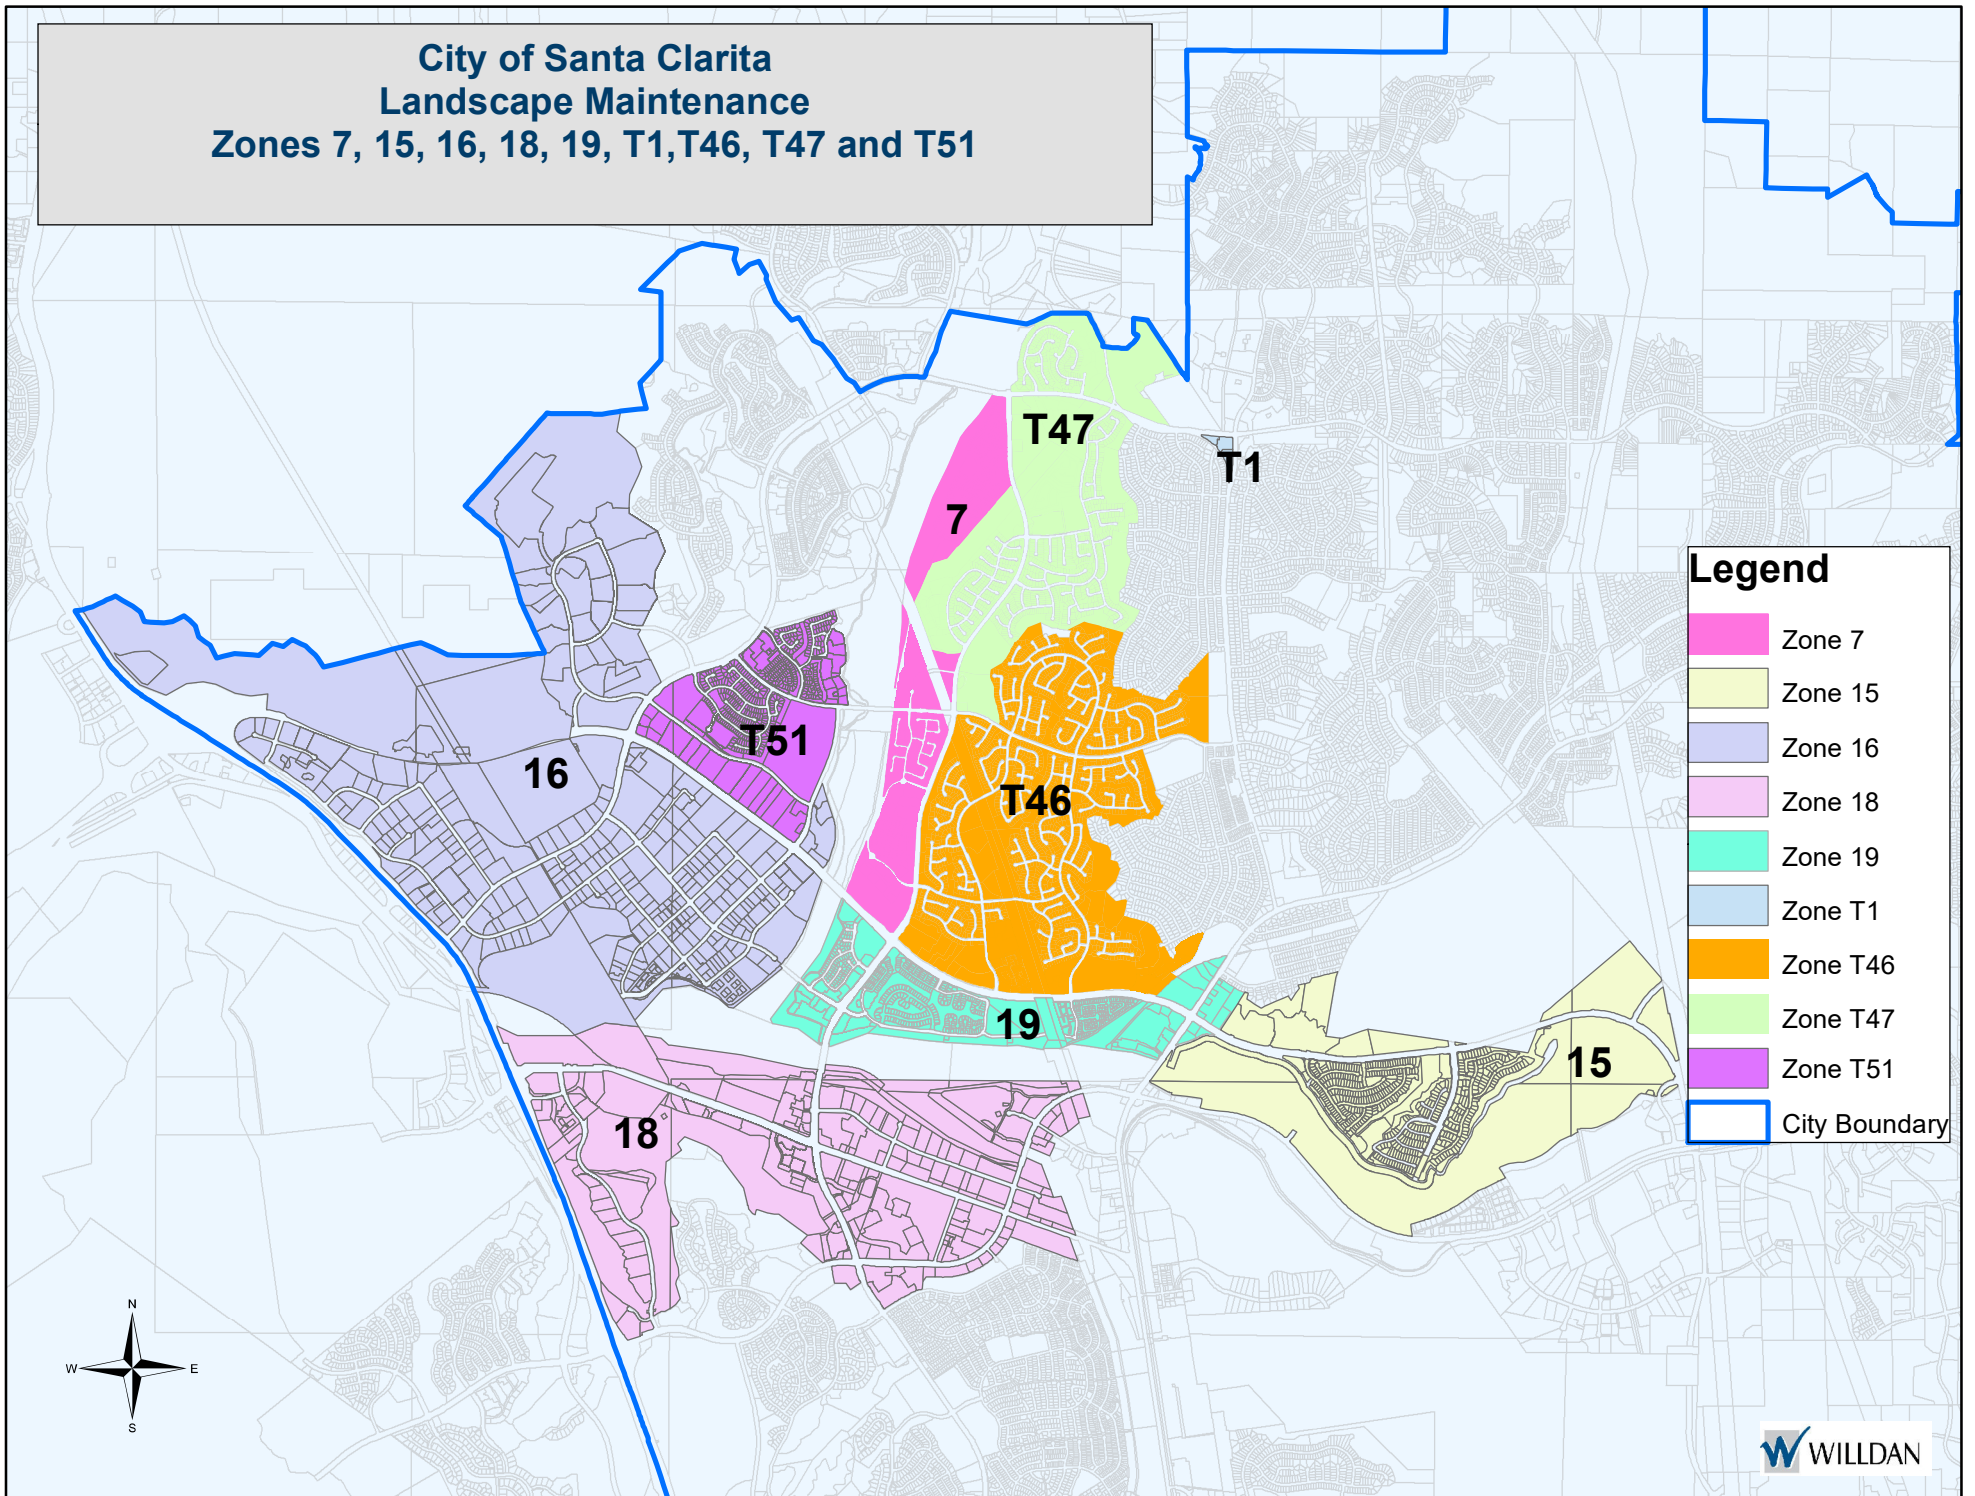 City of Santa Clarita
Landscape Maintenance
Zones 7, 15, 16, 18, 19, T1,T46, T47 and T51
T47
T1
7
T51
16
T46
19
15
18
Legend
Zone 7
Zone 15
Zone 16
Zone 18
Zone 19
Zone T1
Zone T46
Zone T47
Zone T51
City Boundary
N
W E
S
W WILLDAN